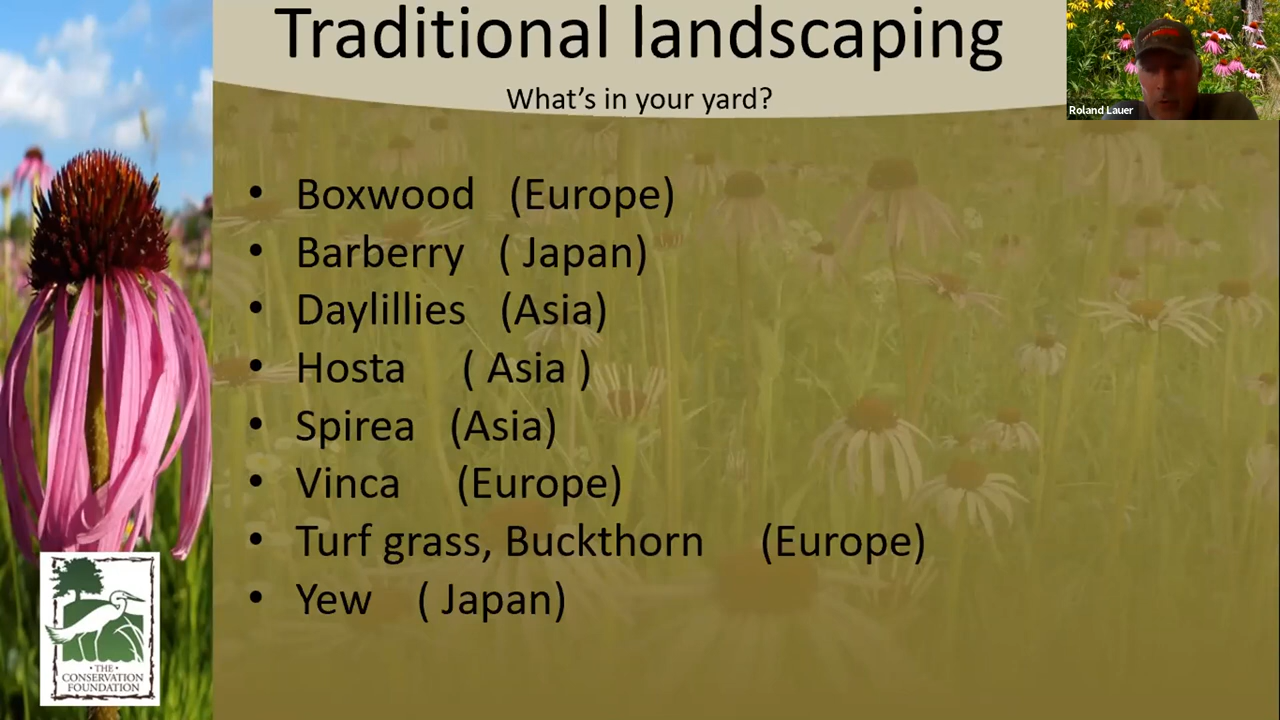 Traditional landscaping
What's in your yard?
Roland Lauer
• Boxwood (Europe)
• Barberry ( Japan)
• Daylillies (Asia)
• Hosta ( Asia )
• Spirea (Asia)
• Vinca (Europe)
• Turf grass, Buckthorn (Europe)
• Yew ( Japan)
• THE •
CONSERVATION
FOUNDATION